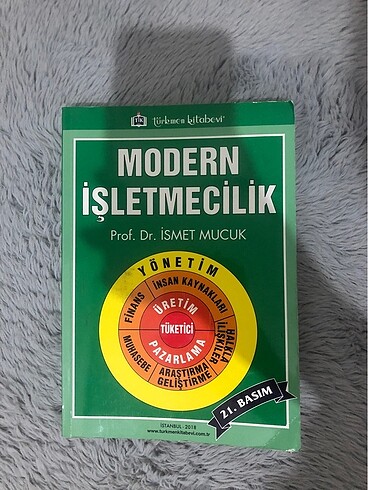 türkmen kitabevi
MODERN
İŞLETMECİLİK
Prof. Dr. İSMET MUCUK
YÖNETİM
İNSAN KAYNAKLARI
FİNANS
ÜRETİM
HALKLA
İLİŞKİLER
TÜKETİCİ
PAZARLAMA
MUHASEBE
ARAŞTIRMA
GELİŞTİRME
21. BASIM
İSTANBUL - 2018
www.turkmenkitabevi.com.tr